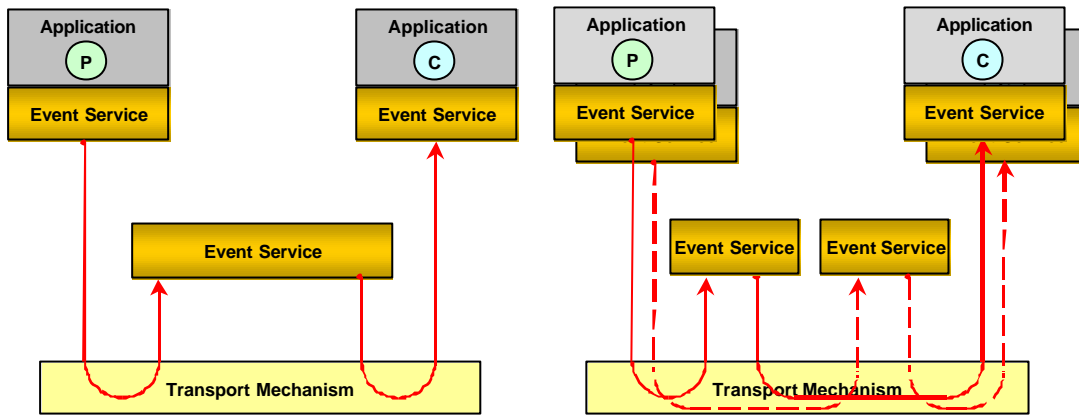 Application
P
Event Service
Application
C
Event Service
Event Service
Transport Mechanism
Application
P
Event Service
Application
C
Event Service
Event Service
Event Service
Transport Mechanism